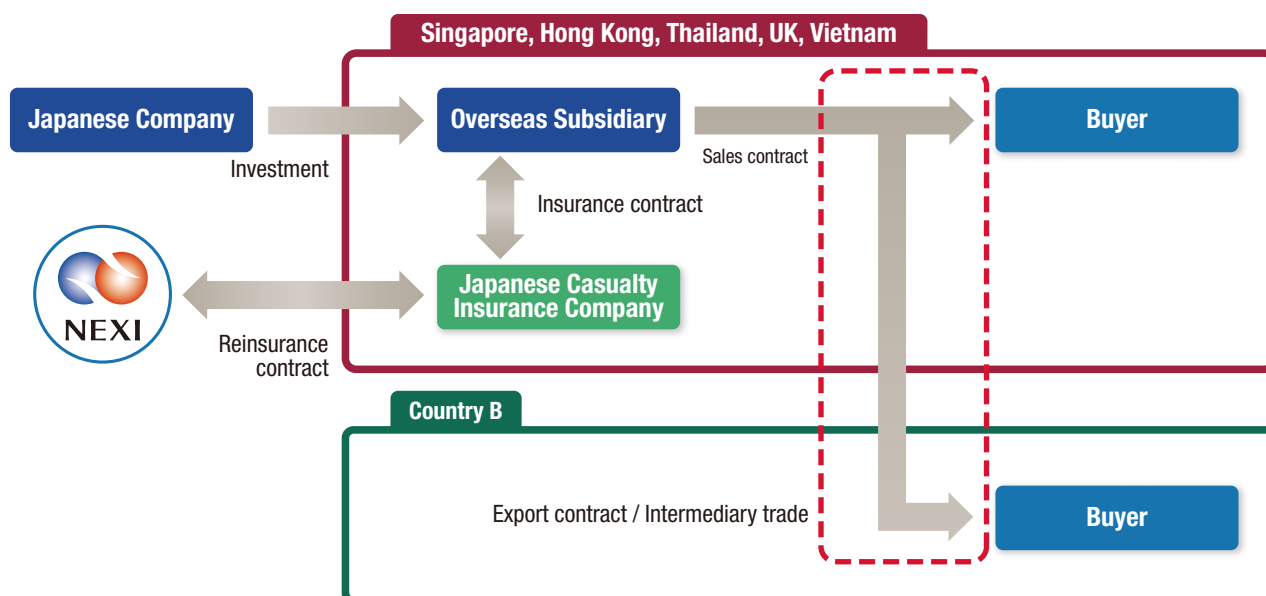 Singapore, Hong Kong, Thailand, UK, Vietnam
Japanese Company
Overseas Subsidiary
Buyer
Investment
Sales contract
Insurance contract
Japanese Casualty
Insurance Company
NEXI
Reinsurance
contract
Country B
Export contract / Intermediary trade
Buyer